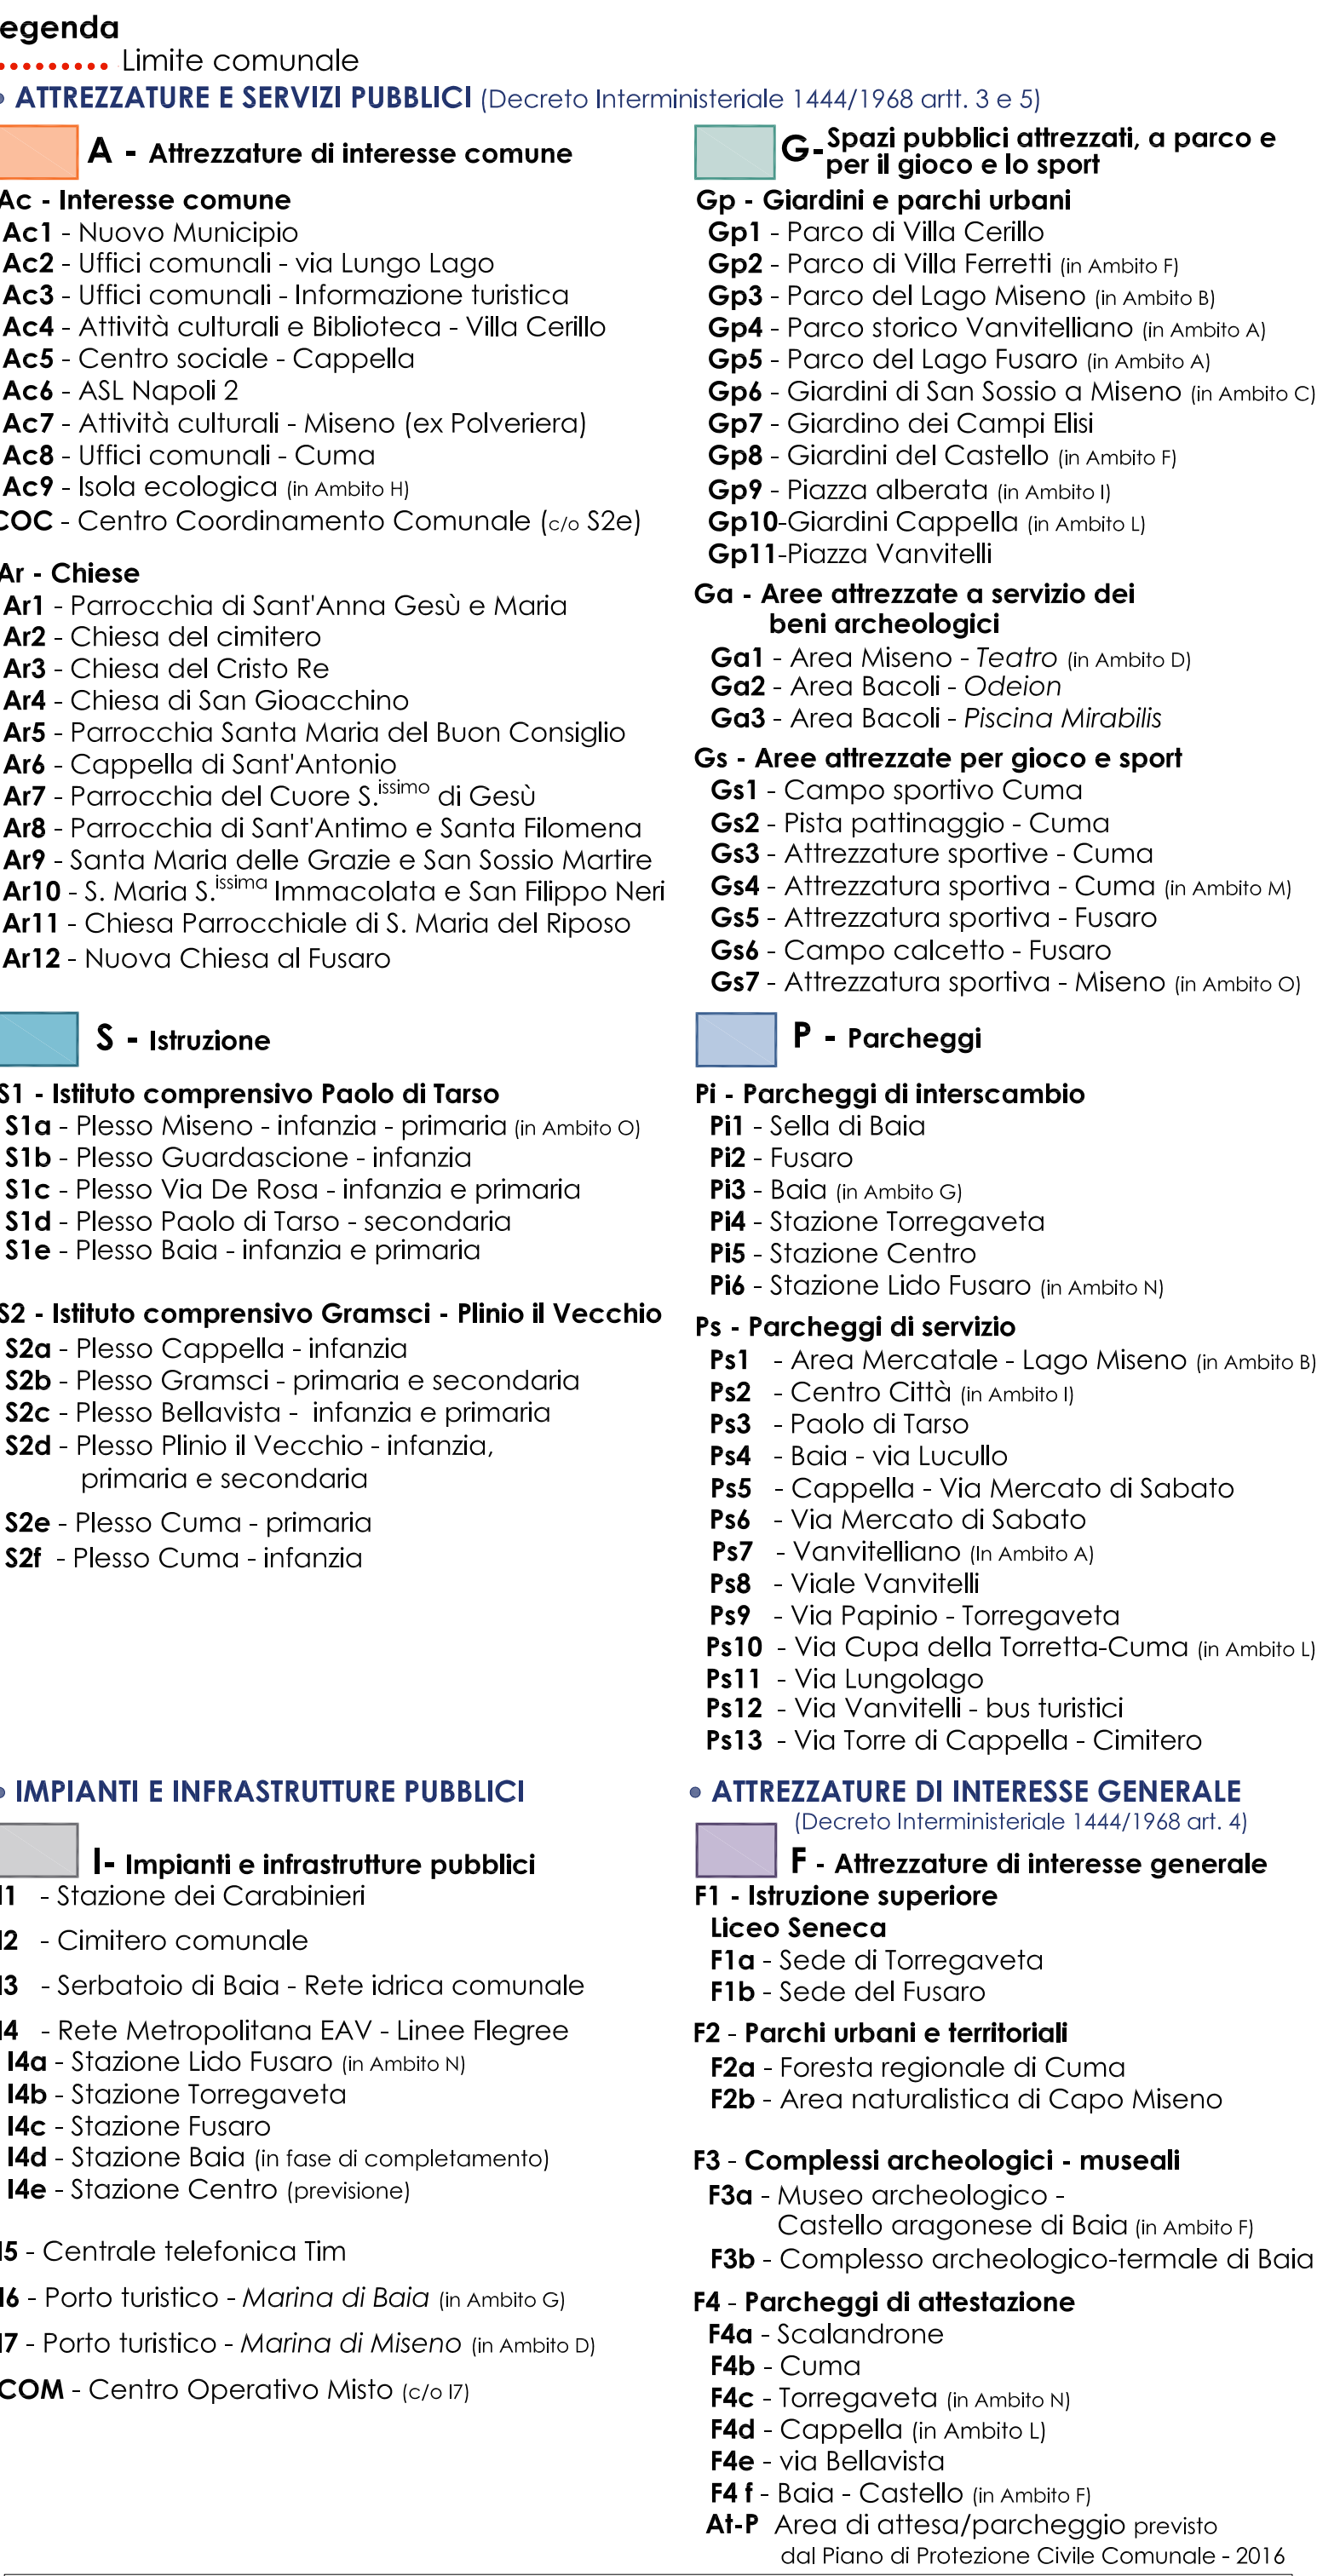 egenda
Limite comunale
• ATTREZZATURE E SERVIZI PUBBLICI (Decreto Interministeriale 1444/1968 artt. 3 e 5)
A - Attrezzature di interesse comune
Ac - Interesse comune
Ac1 - Nuovo Municipio
Ac2 - Uffici comunali - via Lungo Lago
Ac3 - Uffici comunali - Informazione turistica
Ac4 - Attività culturali e Biblioteca - Villa Cerillo
Ac5 - Centro sociale - Cappella
Ac6 - ASL Napoli 2
Ac7 - Attività culturali - Miseno (ex Polveriera)
Ac8 - Uffici comunali - Cuma
Ac9 - Isola ecologica (in Ambito H)
COC - Centro Coordinamento Comunale (c/o S2e)
Ar - Chiese
Ar1 - Parrocchia di Sant'Anna Gesù e Maria
Ar2 - Chiesa del cimitero
Ar3 - Chiesa del Cristo Re
Ar4 - Chiesa di San Gioacchino
Ar5 - Parrocchia Santa Maria del Buon Consiglio
Ar6 - Cappella di Sant'Antonio
Ar7 - Parrocchia del Cuore S.issimo di Gesù
Ar8 - Parrocchia di Sant'Antimo e Santa Filomena
Ar9 - Santa Maria delle Grazie e San Sossio Martire
Ar10 - S. Maria S.issima Immacolata e San Filippo Neri
Ar11 - Chiesa Parrocchiale di S. Maria del Riposo
Ar12 - Nuova Chiesa al Fusaro
S - Istruzione
S1 - Istituto comprensivo Paolo di Tarso
S1a - Plesso Miseno - infanzia - primaria (in Ambito O)
S1b - Plesso Guardascione - infanzia
S1c - Plesso Via De Rosa - infanzia e primaria
S1d - Plesso Paolo di Tarso - secondaria
S1e - Plesso Baia - infanzia e primaria
S2 - Istituto comprensivo Gramsci - Plinio il Vecchio
S2a - Plesso Cappella - infanzia
S2b - Plesso Gramsci - primaria e secondaria
S2c - Plesso Bellavista - infanzia e primaria
S2d - Plesso Plinio il Vecchio - infanzia,
primaria e secondaria
S2e - Plesso Cuma - primaria
S2f - Plesso Cuma - infanzia
G- Spazi pubblici attrezzati, a parco e
per il gioco e lo sport
Gp - Giardini e parchi urbani
Gp1 - Parco di Villa Cerillo
Gp2 - Parco di Villa Ferretti (in Ambito F)
Gp3 - Parco del Lago Miseno (in Ambito B)
Gp4 - Parco storico Vanvitelliano (in Ambito A)
Gp5 - Parco del Lago Fusaro (in Ambito A)
Gp6 - Giardini di San Sossio a Miseno (in Ambito C)
Gp7 - Giardino dei Campi Elisi
Gp8 - Giardini del Castello (in Ambito F)
Gp9 - Piazza alberata (in Ambito I)
Gp10-Giardini Cappella (in Ambito L)
Gp11-Piazza Vanvitelli
Ga - Aree attrezzate a servizio dei
beni archeologici
Ga1 - Area Miseno - Teatro (in Ambito D)
Ga2 - Area Bacoli - Odeion
Ga3 - Area Bacoli - Piscina Mirabilis
Gs - Aree attrezzate per gioco e sport
Gs1 - Campo sportivo Cuma
Gs2 - Pista pattinaggio - Cuma
Gs3 - Attrezzature sportive - Cuma
Gs4 - Attrezzatura sportiva - Cuma (in Ambito M)
Gs5 - Attrezzatura sportiva - Fusaro
Gs6 - Campo calcetto - Fusaro
Gs7 - Attrezzatura sportiva - Miseno (in Ambito O)
P - Parcheggi
Pi - Parcheggi di interscambio
Pi1 - Sella di Baia
Pi2 - Fusaro
Pi3 - Baia (in Ambito G)
Pi4 - Stazione Torregaveta
Pi5 - Stazione Centro
Pi6 - Stazione Lido Fusaro (in Ambito N)
Ps - Parcheggi di servizio
Ps1 - Area Mercatale - Lago Miseno (in Ambito B)
Ps2 - Centro Città (in Ambito I)
Ps3 - Paolo di Tarso
Ps4 - Baia - via Lucullo
Ps5 - Cappella - Via Mercato di Sabato
Ps6 - Via Mercato di Sabato
Ps7 - Vanvitelliano (In Ambito A)
Ps8 - Viale Vanvitelli
Ps9 - Via Papinio - Torregaveta
Ps10 - Via Cupa della Torretta-Cuma (in Ambito L)
Ps11 - Via Lungolago
Ps12 - Via Vanvitelli - bus turistici
Ps13 - Via Torre di Cappella - Cimitero
• IMPIANTI E INFRASTRUTTURE PUBBLICI
I- Impianti e infrastrutture pubblici
I1 - Stazione dei Carabinieri
I2 - Cimitero comunale
I3 - Serbatoio di Baia - Rete idrica comunale
I4 - Rete Metropolitana EAV - Linee Flegree
I4a - Stazione Lido Fusaro (in Ambito N)
I4b - Stazione Torregaveta
I4c - Stazione Fusaro
I4d - Stazione Baia (in fase di completamento)
I4e - Stazione Centro (previsione)
I5 - Centrale telefonica Tim
I6 - Porto turistico - Marina di Baia (in Ambito G)
I7 - Porto turistico - Marina di Miseno (in Ambito D)
COM - Centro Operativo Misto (c/o I7)
• ATTREZZATURE DI INTERESSE GENERALE
(Decreto Interministeriale 1444/1968 art. 4)
F - Attrezzature di interesse generale
F1 - Istruzione superiore
Liceo Seneca
F1a - Sede di Torregaveta
F1b - Sede del Fusaro
F2 - Parchi urbani e territoriali
F2a - Foresta regionale di Cuma
F2b - Area naturalistica di Capo Miseno
F3 - Complessi archeologici - museali
F3a - Museo archeologico -
Castello aragonese di Baia (in Ambito F)
F3b - Complesso archeologico-termale di Baia
F4 - Parcheggi di attestazione
F4a - Scalandrone
F4b - Cuma
F4c - Torregaveta (in Ambito N)
F4d - Cappella (in Ambito L)
F4e - via Bellavista
F4 f - Baia - Castello (in Ambito F)
At-P Area di attesa/parcheggio previsto
dal Piano di Protezione Civile Comunale - 2016